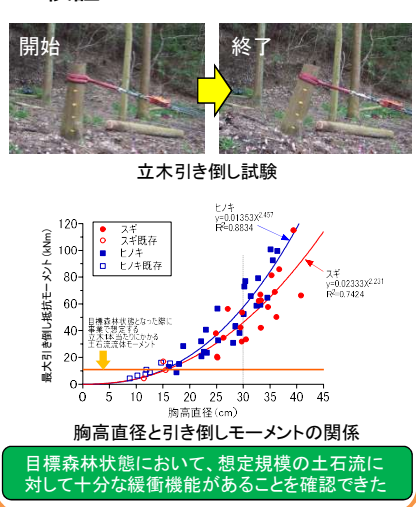 開始
終了
立木引き倒し試験
ヒノキ
y=0.01353X^2.457
R²=0.8834
スギ
スギ既存
ヒノキ
ヒノキ既存
スギ
y=0.02333X^2.231
R²=0.7424
最大引き倒し抵抗モーメント(kNm)
120
100
80
60
40
20
0
目標森林状態となった際に
事業で想定する
立木1本当たりにかかる
土石流流体モーメント
0 5 10 15 20 25 30 35 40 45
胸高直径(cm)
胸高直径と引き倒しモーメントの関係
目標森林状態において、想定規模の土石流に
対して十分な緩衝機能があることを確認できた